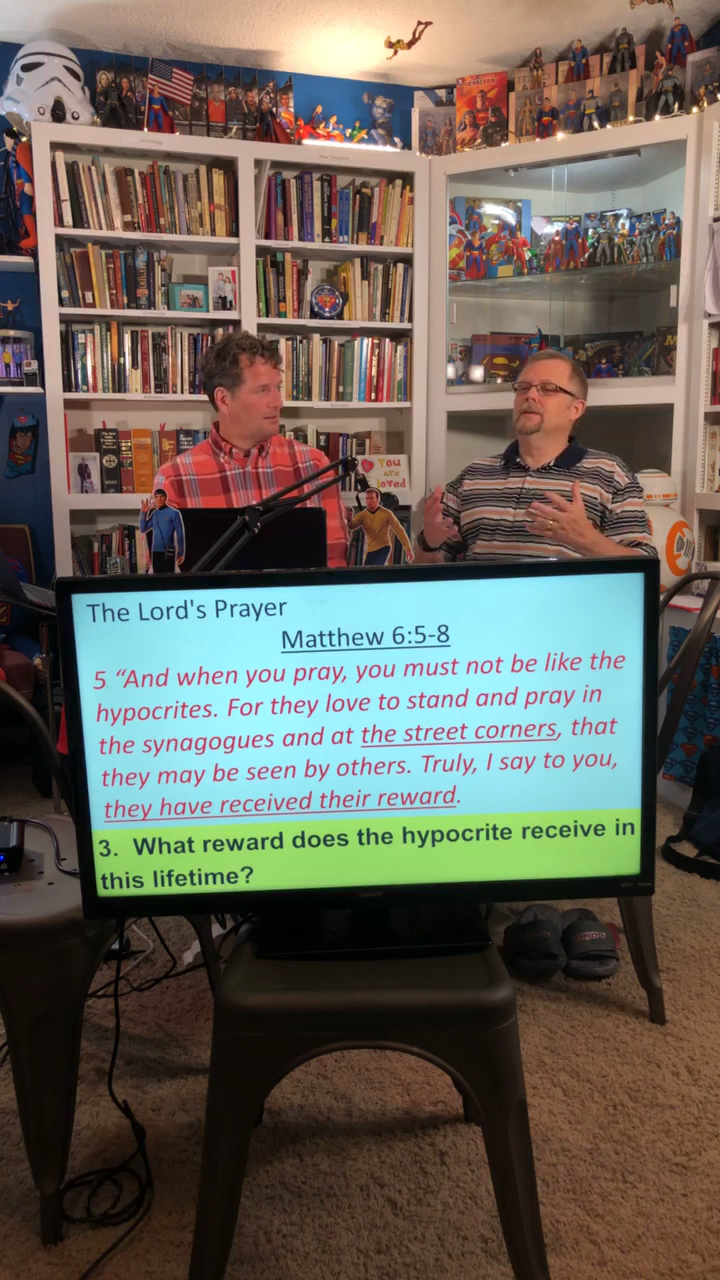 You
are
loved
The Lord's Prayer
Matthew 6:5-8
5 “And when you pray, you must not be like the
hypocrites. For they love to stand and pray in
the synagogues and at the street corners, that
they may be seen by others. Truly, I say to you,
they have received their reward.
3. What reward does the hypocrite receive in
this lifetime?